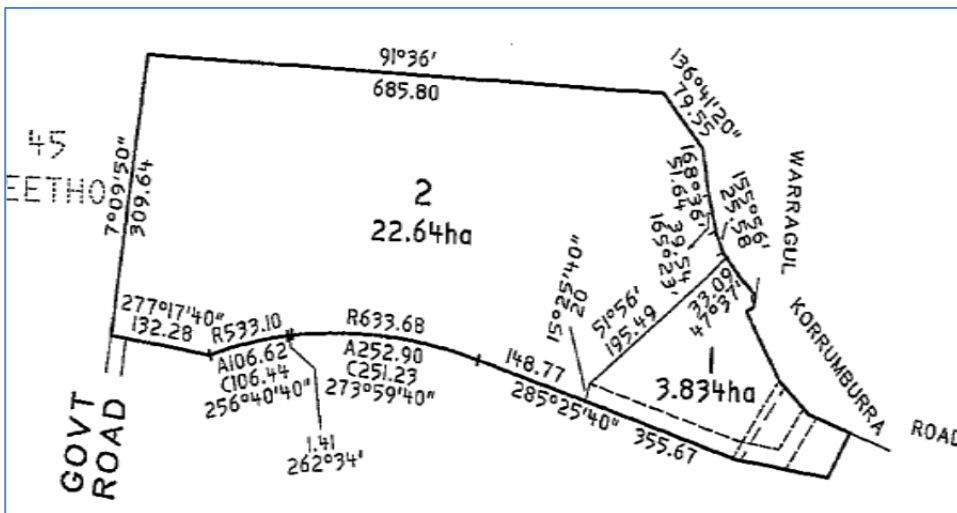 91°36'
685.80
136°41'20"
79.55
45
EETHO
7°09'50"
309.64
2
22.64ha
168°36'
51.64
39.54
165°23'
155°56'
25.58
WARRAGUL
KORRUMBURRA
ROAD
277°17'40"
132.28
R533.10
A106.62
C106.44
256°40'40"
1.41
262°34'
R633.68
A252.90
C251.23
273°59'40"
15°25'40"
20
51°56'
195.49
33.09
47°37'
1
3.834ha
148.77
285°25'40"
355.67
GOVT
ROAD